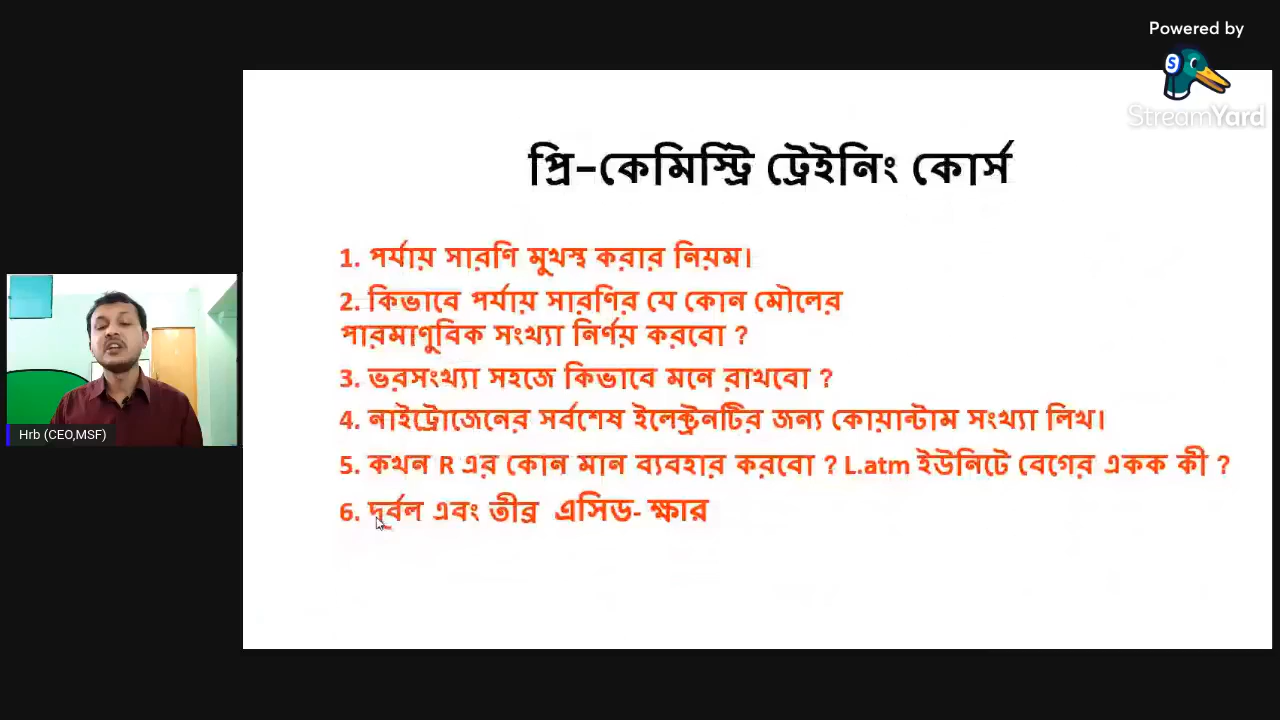 Powered by
StreamYard
প্রি-কেমিস্ট্রি ট্রেইনিং কোর্স
1. পর্যায় সারণি মুখস্থ করার নিয়ম।
2. কিভাবে পর্যায় সারণির যে কোন মৌলের
পারমাণুবিক সংখ্যা নির্ণয় করবো ?
3. ভরসংখ্যা সহজে কিভাবে মনে রাখবো ?
4. নাইট্রোজেনের সর্বশেষ ইলেক্ট্রনটির জন্য কোয়ান্টাম সংখ্যা লিখ।
5. কখন R এর কোন মান ব্যবহার করবো ? L.atm ইউনিটে বেগের একক কী ?
6. দুর্বল এবং তীব্র এসিড- ক্ষার
Hrb (CEO,MSF)